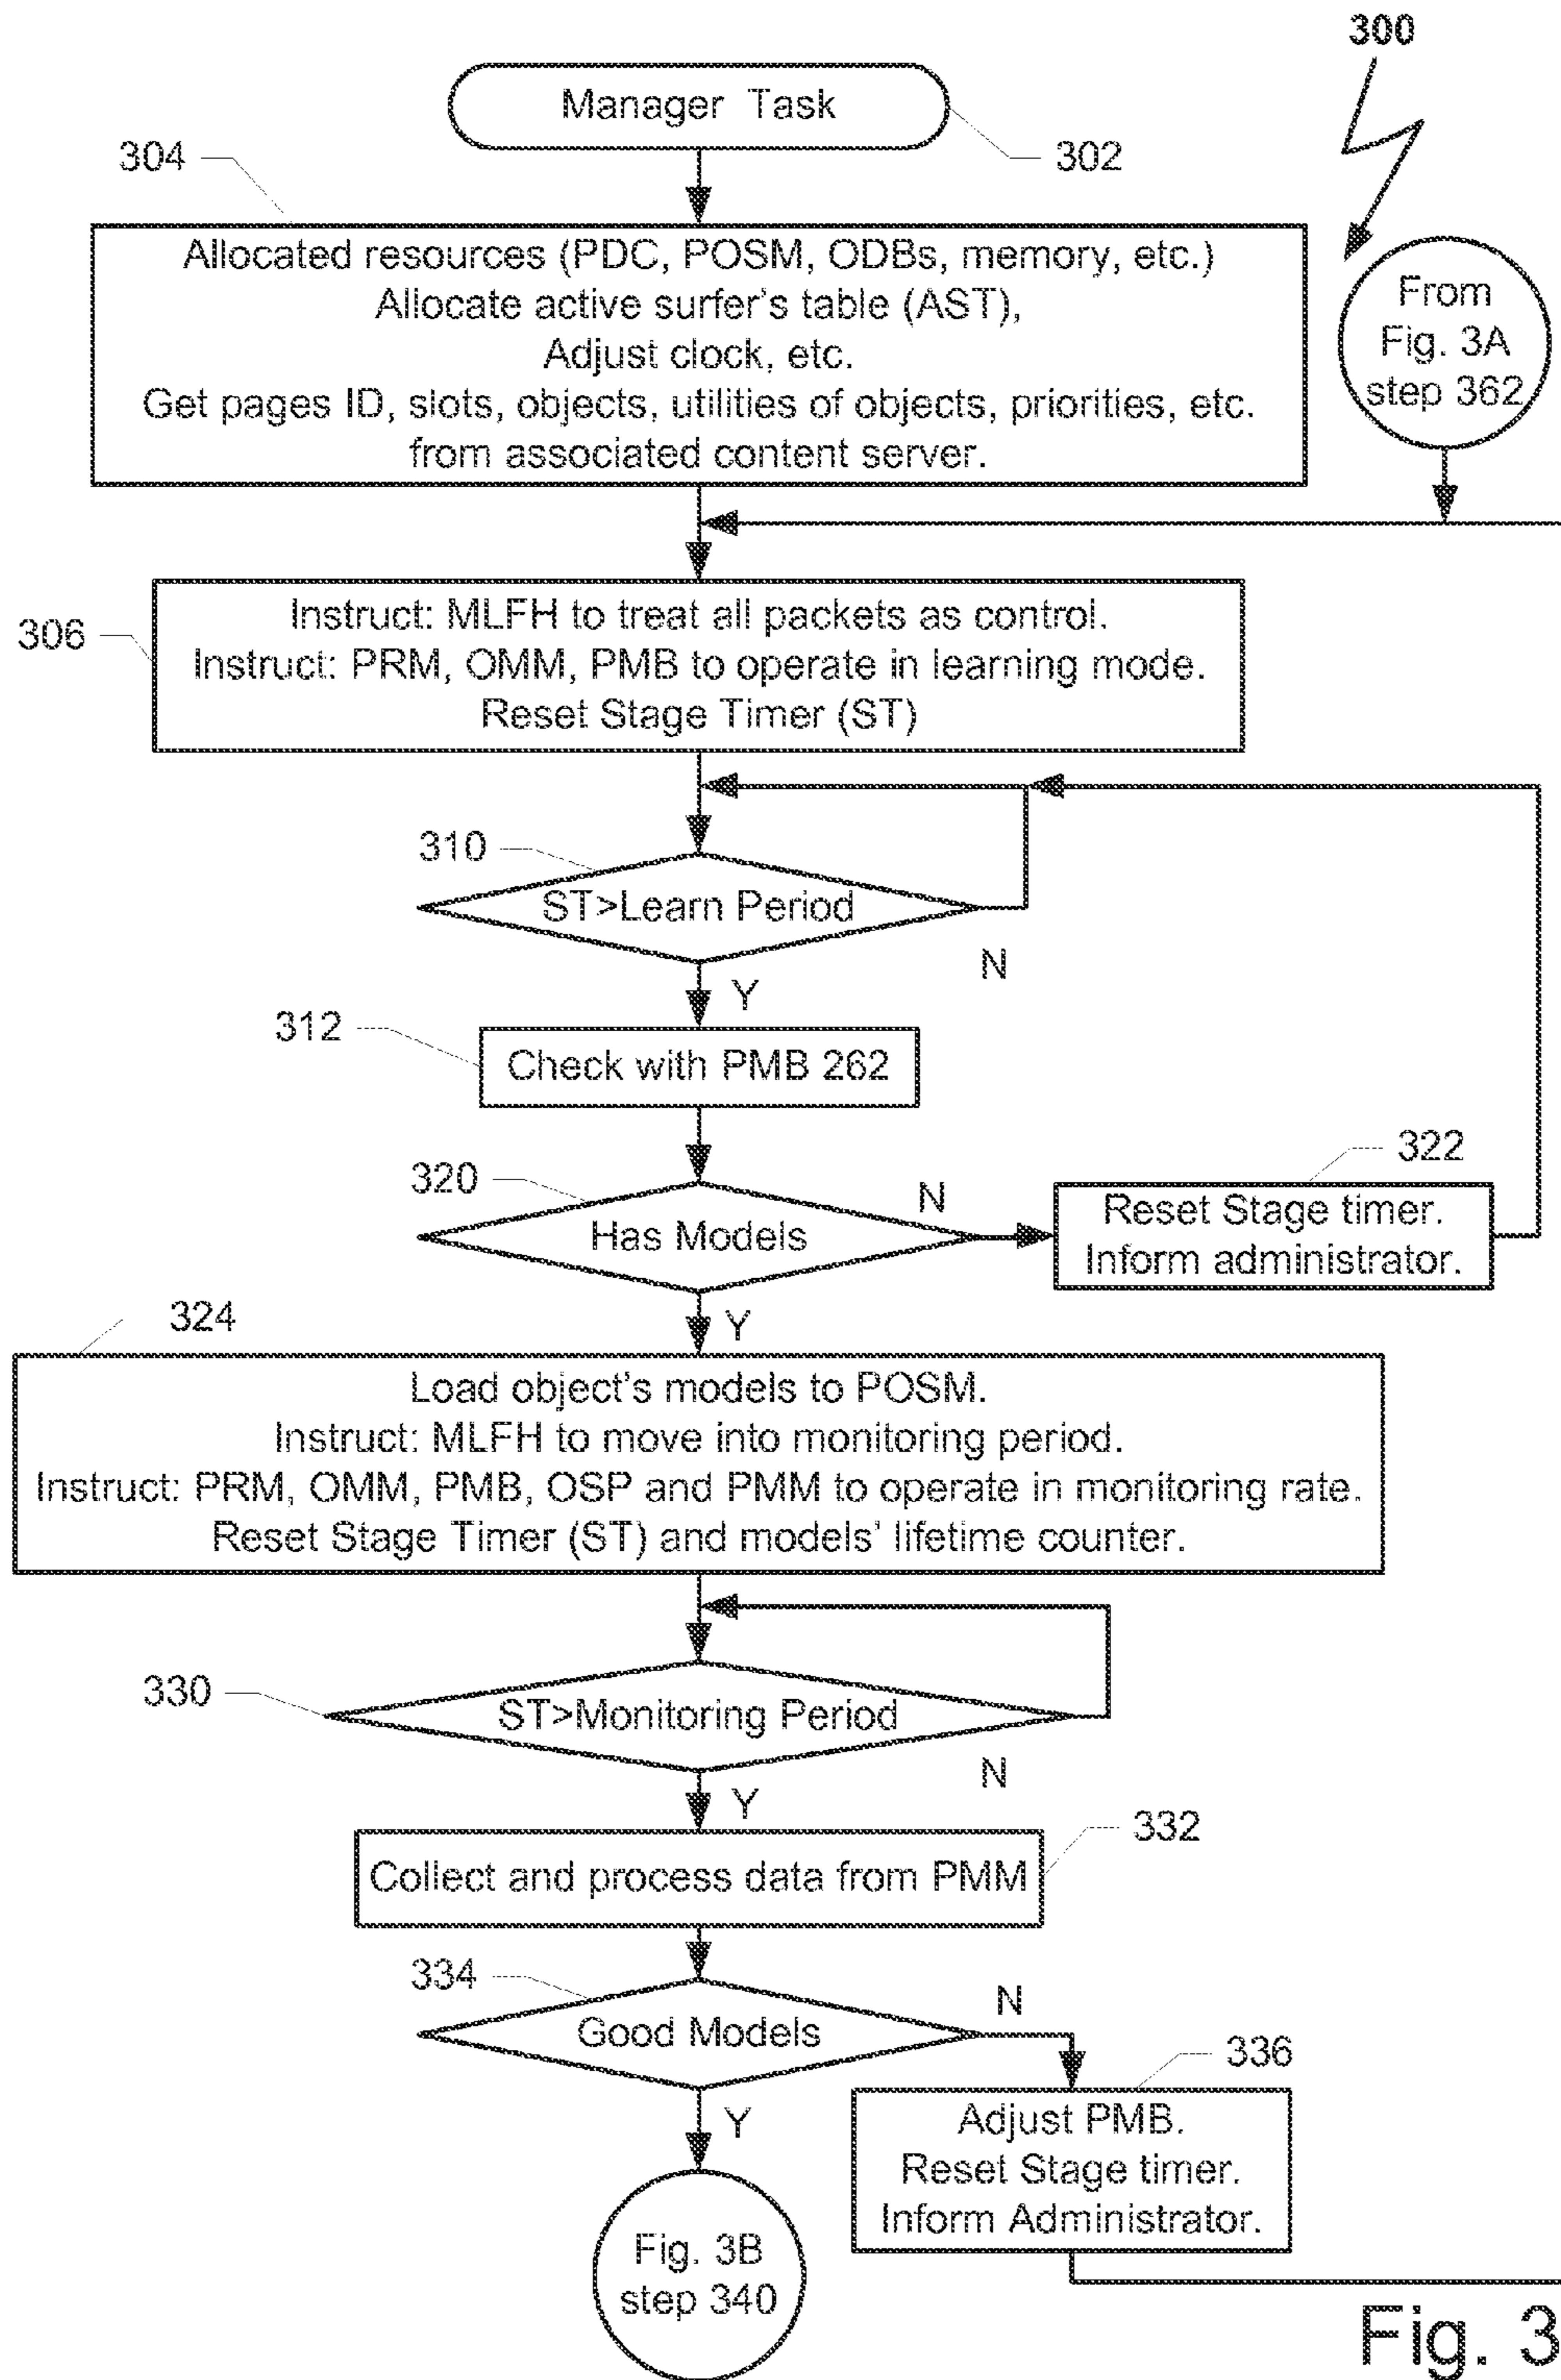 300
Manager Task
302
304
Allocated resources (PDC, POSM, ODBs, memory, etc.)
Allocate active surfer's table (AST),
Adjust clock, etc.
Get pages ID, slots, objects, utilities of objects, priorities, etc.
from associated content server.
From
Fig. 3A
step 362
306
Instruct: MLFH to treat all packets as control.
Instruct: PRM, OMM, PMB to operate in learning mode.
Reset Stage Timer (ST)
310
ST>Learn Period
N
Y
312
Check with PMB 262
320
Has Models
N
322
Reset Stage timer.
Inform administrator.
Y
324
Load object's models to POSM.
Instruct: MLFH to move into monitoring period.
Instruct: PRM, OMM, PMB, OSP and PMM to operate in monitoring rate.
Reset Stage Timer (ST) and models' lifetime counter.
330
ST>Monitoring Period
N
Y
332
Collect and process data from PMM
334
Good Models
N
336
Adjust PMB.
Reset Stage timer.
Inform Administrator.
Y
Fig. 3B
step 340
Fig. 3